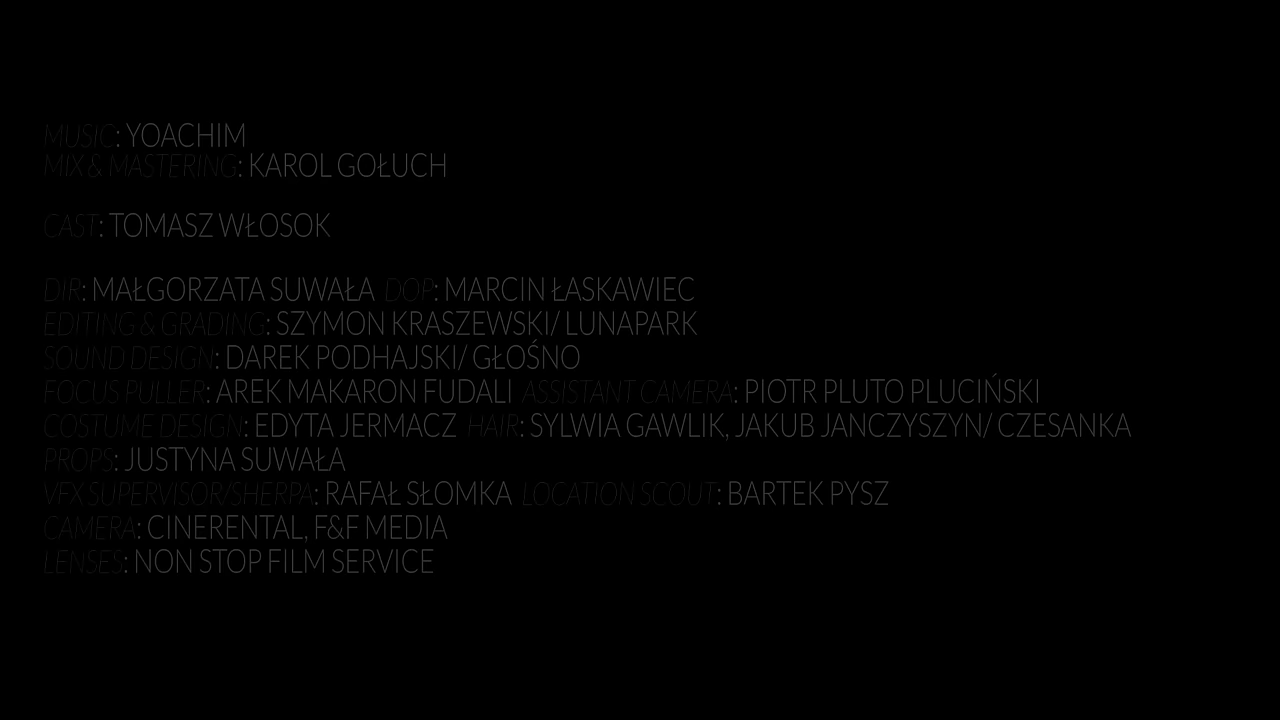 MUSIC: YOACHIM
MIX & MASTERING: KAROL GOŁUCH
CAST: TOMASZ WŁOSOK
DIR: MAŁGORZATA SUWAŁA DOP: MARCIN ŁASKAWIEC
EDITING & GRADING: SZYMON KRASZEWSKI/ LUNAPARK
SOUND DESIGN: DAREK PODHAJSKI/ GŁOŚNO
FOCUS PULLER: AREK MAKARON FUDALI ASSISTANT CAMERA: PIOTR PLUTO PLUCIŃSKI
COSTUME DESIGN: EDYTA JERMACZ HAIR: SYLWIA GAWLIK, JAKUB JANCZYSZYN/ CZESANKA
PROPS: JUSTYNA SUWAŁA
VFX SUPERVISOR/SHERPA: RAFAŁ SŁOMKA LOCATION SCOUT: BARTEK PYSZ
CAMERA: CINERENTAL, F&F MEDIA
LENSES: NON STOP FILM SERVICE